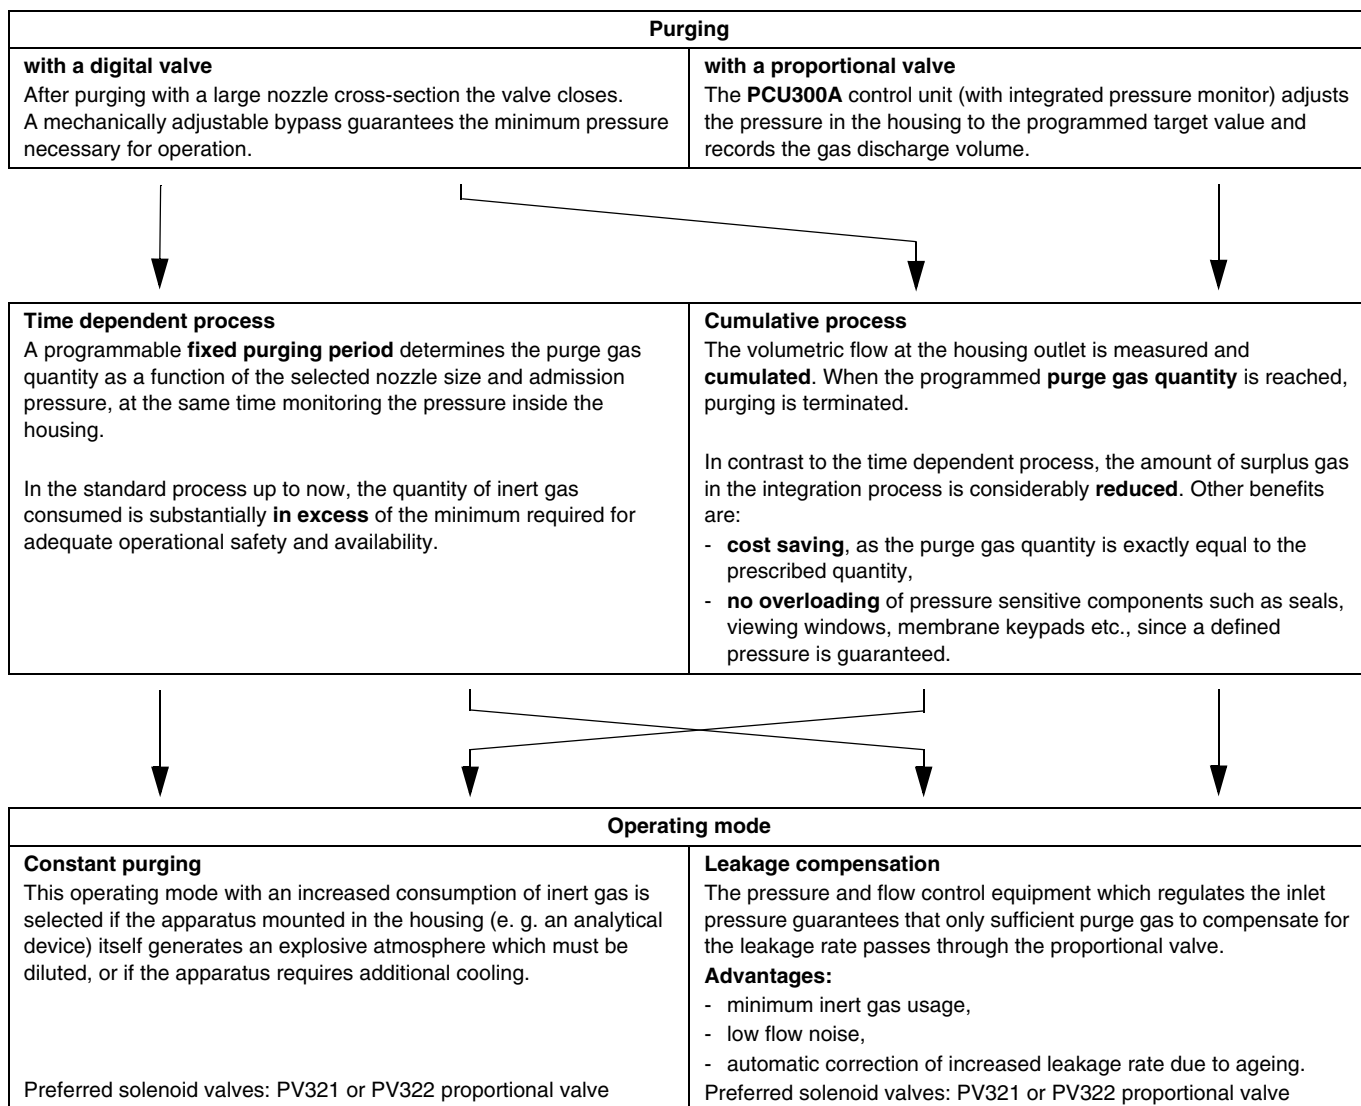 Purging
with a digital valve
After purging with a large nozzle cross-section the valve closes.
A mechanically adjustable bypass guarantees the minimum pressure
necessary for operation.
with a proportional valve
The PCU300A control unit (with integrated pressure monitor) adjusts
the pressure in the housing to the programmed target value and
records the gas discharge volume.
Time dependent process
A programmable fixed purging period determines the purge gas
quantity as a function of the selected nozzle size and admission
pressure, at the same time monitoring the pressure inside the
housing.
In the standard process up to now, the quantity of inert gas
consumed is substantially in excess of the minimum required for
adequate operational safety and availability.
Cumulative process
The volumetric flow at the housing outlet is measured and
cumulated. When the programmed purge gas quantity is reached,
purging is terminated.
In contrast to the time dependent process, the amount of surplus gas
in the integration process is considerably reduced. Other benefits
are:
- cost saving, as the purge gas quantity is exactly equal to the
prescribed quantity,
- no overloading of pressure sensitive components such as seals,
viewing windows, membrane keypads etc., since a defined
pressure is guaranteed.
Operating mode
Constant purging
This operating mode with an increased consumption of inert gas is
selected if the apparatus mounted in the housing (e. g. an analytical
device) itself generates an explosive atmosphere which must be
diluted, or if the apparatus requires additional cooling.
Preferred solenoid valves: PV321 or PV322 proportional valve
Leakage compensation
The pressure and flow control equipment which regulates the inlet
pressure guarantees that only sufficient purge gas to compensate for
the leakage rate passes through the proportional valve.
Advantages:
- minimum inert gas usage,
- low flow noise,
- automatic correction of increased leakage rate due to ageing.
Preferred solenoid valves: PV321 or PV322 proportional valve